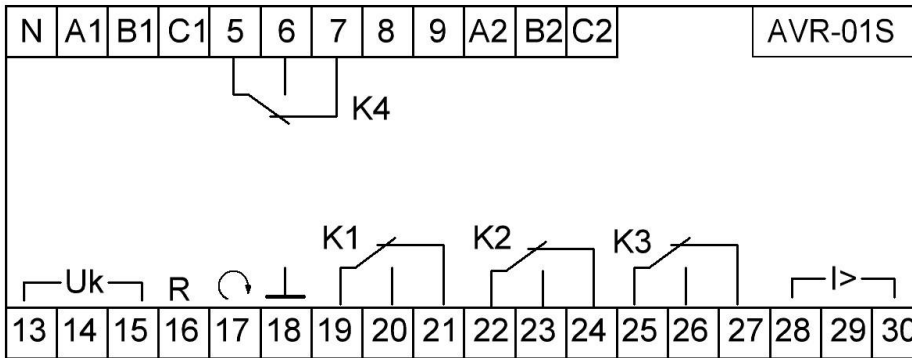 N A1 B1 C1 5 6 7 8 9 A2 B2 C2 AVR-01S
K4
K1 K2 K3
Uk R I>
13 14 15 16 17 18 19 20 21 22 23 24 25 26 27 28 29 30